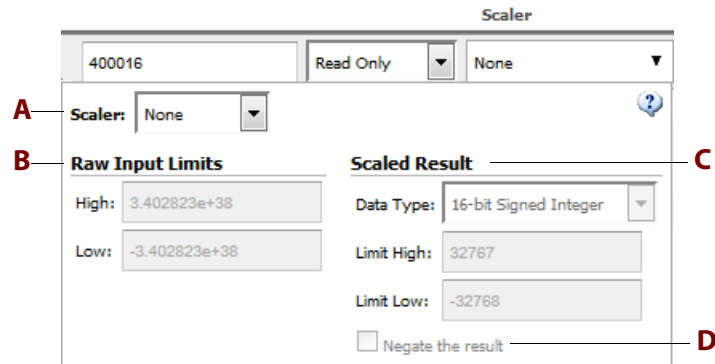 Scaler
400016 Read Only None
A Scaler: None
B Raw Input Limits Scaled Result C
High: 3.402823e+38 Data Type: 16-bit Signed Integer
Low: -3.402823e+38 Limit High: 32767
Limit Low: -32768
Negate the result D